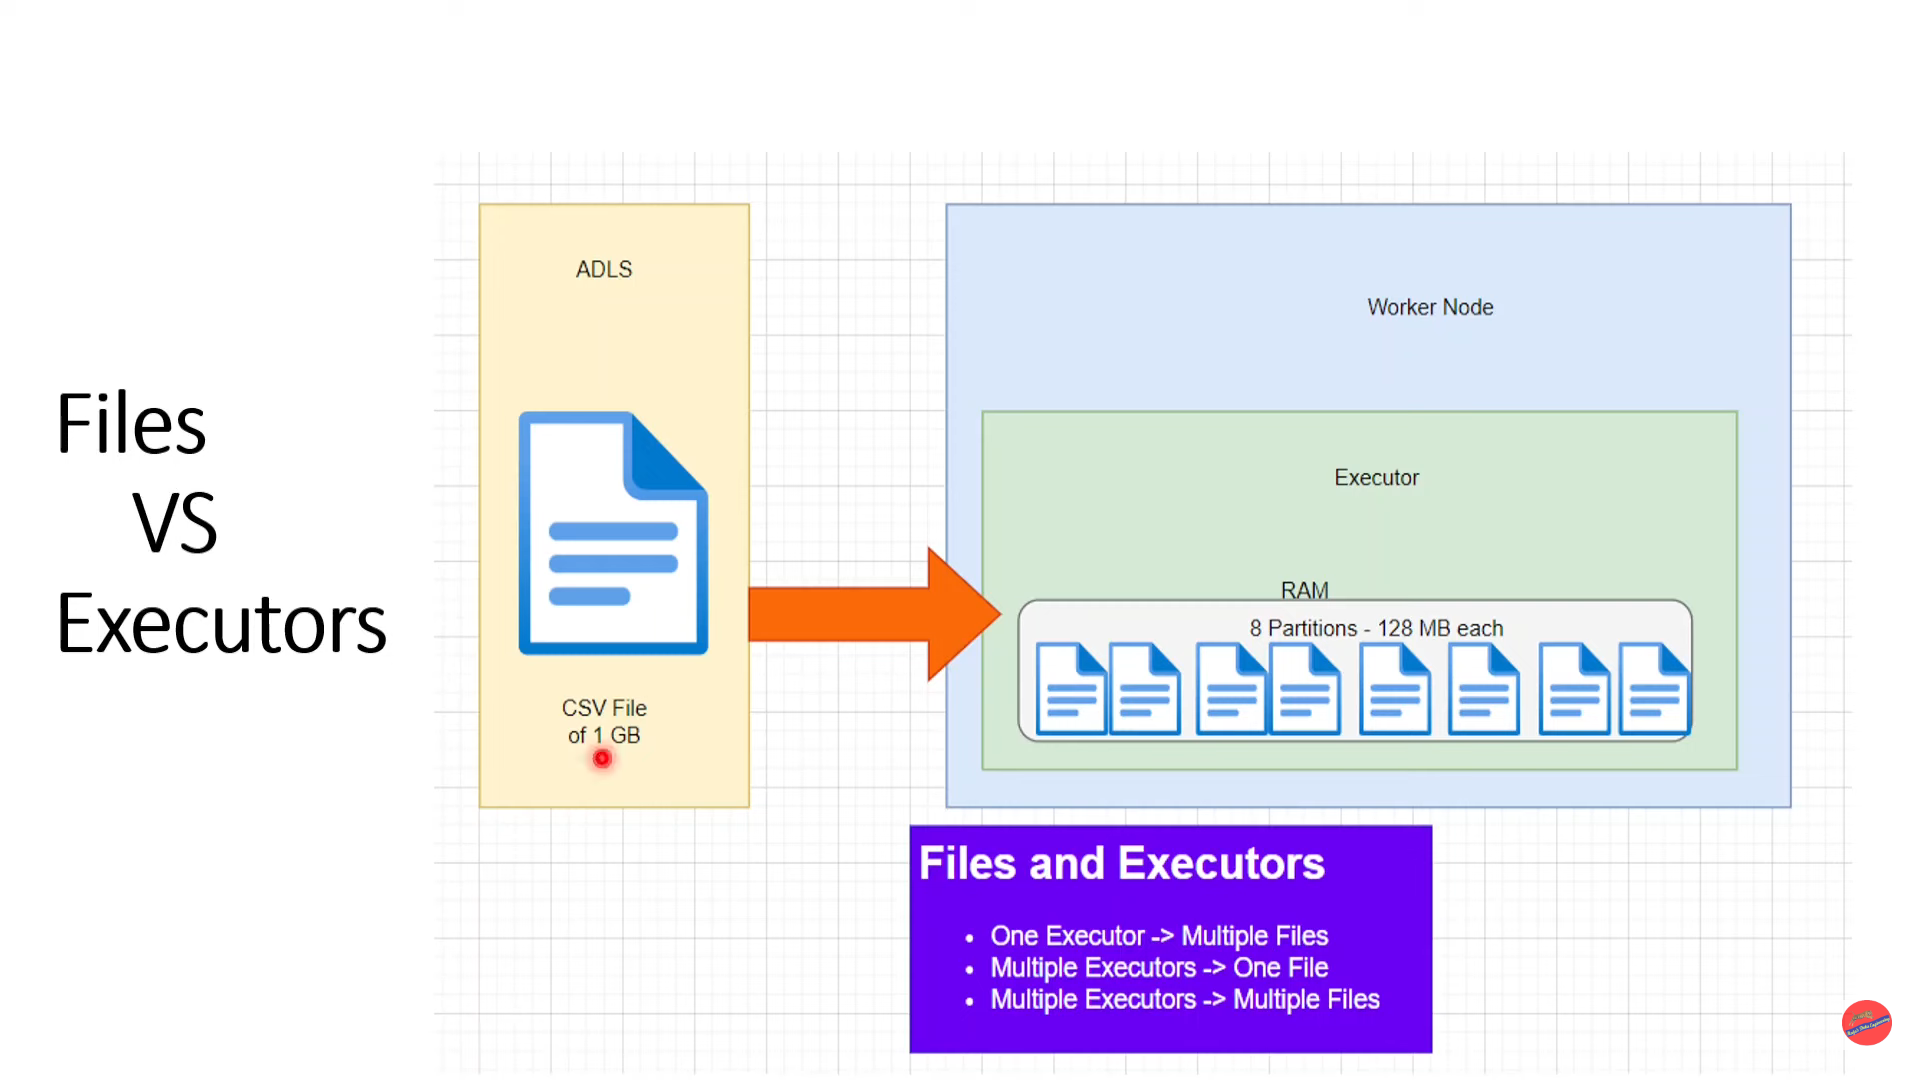 Files
VS
Executors
ADLS
CSV File
of 1 GB
Worker Node
Executor
RAM
8 Partitions - 128 MB each
Files and Executors
• One Executor -> Multiple Files
• Multiple Executors -> One File
• Multiple Executors -> Multiple Files